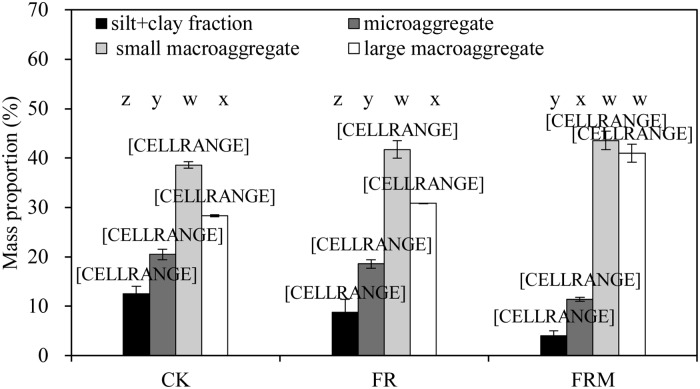 70
60
50
40
30
20
10
0
Mass proportion (%)
silt+clay fraction
microaggregate
small macroaggregate
large macroaggregate
z y w x
z y w x
y x w w
[CELLRANGE]
[CELLRANGE]
[CELLRANGE]
[CELLRANGE]
[CELLRANGE]
[CELLRANGE]
[CELLRANGE]
[CELLRANGE]
[CELLRANGE]
[CELLRANGE]
[CELLRANGE]
[CELLRANGE]
CK
FR
FRM